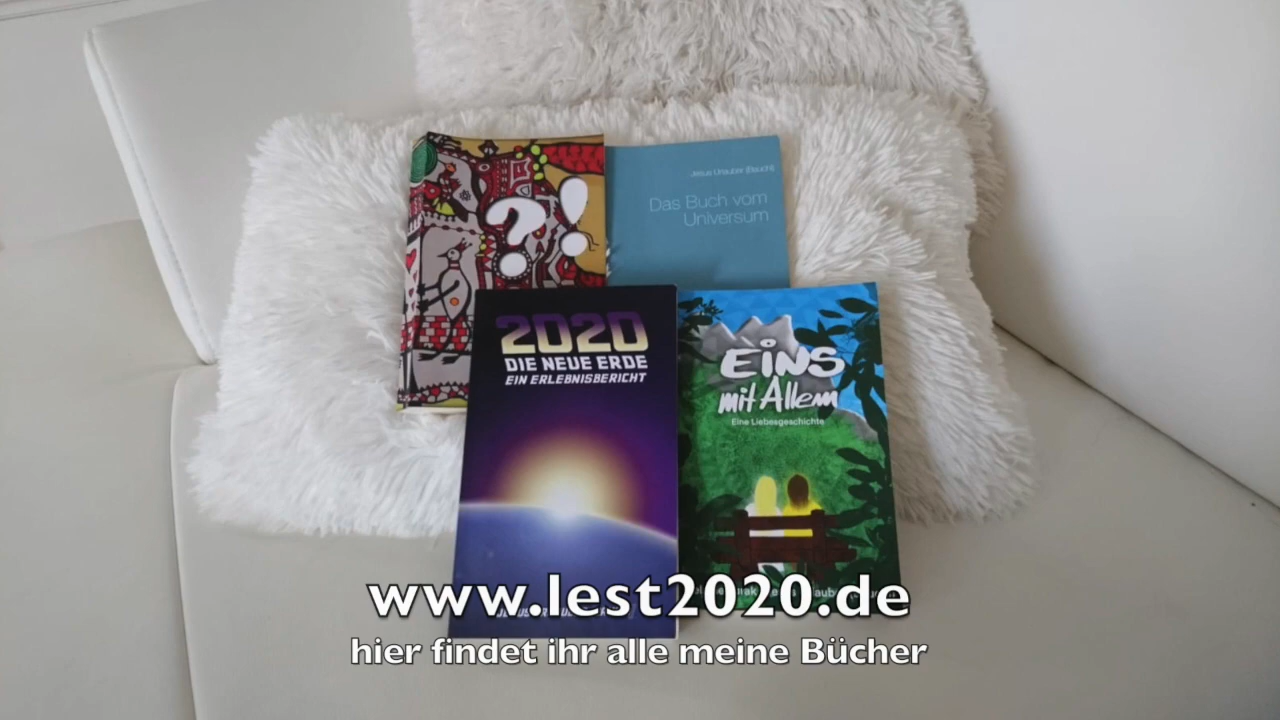 ?!
Jesus Urauber (Bauch)
Das Buch vom
Universum
2020
DIE NEUE ERDE
EIN ERLEBNISBERICHT
EINS
mit Allem
Eine Liebesgeschichte
www.lest2020.de
hier findet ihr alle meine Bücher